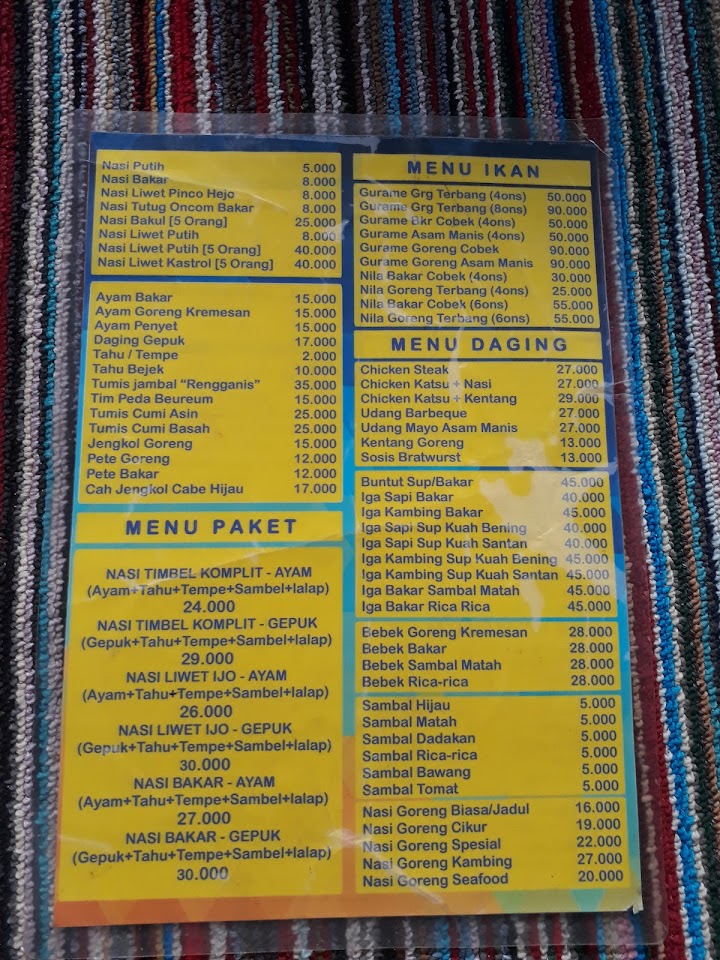 Nasi Putih 5.000
Nasi Bakar 8.000
Nasi Liwet Pinco Hejo 8.000
Nasi Tutug Oncom Bakar 8.000
Nasi Bakul [5 Orang] 25.000
Nasi Liwet Putih 8.000
Nasi Liwet Putih [5 Orang] 40.000
Nasi Liwet Kastrol [5 Orang] 40.000
Ayam Bakar 15.000
Ayam Goreng Kremesan 15.000
Ayam Penyet 15.000
Daging Gepuk 17.000
Tahu / Tempe 2.000
Tahu Bejek 10.000
Tumis jambal “Rengganis” 35.000
Tim Peda Beureum 15.000
Tumis Cumi Asin 25.000
Tumis Cumi Basah 25.000
Jengkol Goreng 15.000
Pete Goreng 12.000
Pete Bakar 12.000
Cah Jengkol Cabe Hijau 17.000
MENU PAKET
NASI TIMBEL KOMPLIT - AYAM
(Ayam+Tahu+Tempe+Sambel+lalap)
24.000
NASI TIMBEL KOMPLIT - GEPUK
(Gepuk+Tahu+Tempe+Sambel+lalap)
29.000
NASI LIWET IJO - AYAM
(Ayam+Tahu+Tempe+Sambel+lalap)
26.000
NASI LIWET IJO - GEPUK
(Gepuk+Tahu+Tempe+Sambel+lalap)
30.000
NASI BAKAR - AYAM
(Ayam+Tahu+Tempe+Sambel+lalap)
27.000
NASI BAKAR - GEPUK
(Gepuk+Tahu+Tempe+Sambel+lalap)
30.000
MENU IKAN
Gurame Grg Terbang (4ons) 50.000
Gurame Grg Terbang (8ons) 90.000
Gurame Bkr Cobek (4ons) 50.000
Gurame Asam Manis (4ons) 50.000
Gurame Goreng Cobek 90.000
Gurame Goreng Asam Manis 90.000
Nila Bakar Cobek (4ons) 30.000
Nila Goreng Terbang (4ons) 25.000
Nila Bakar Cobek (6ons) 55.000
Nila Goreng Terbang (6ons) 55.000
MENU DAGING
Chicken Steak 27.000
Chicken Katsu + Nasi 27.000
Chicken Katsu + Kentang 29.000
Udang Barbeque 27.000
Udang Mayo Asam Manis 27.000
Kentang Goreng 13.000
Sosis Bratwurst 13.000
Buntut Sup/Bakar 45.000
Iga Sapi Bakar 40.000
Iga Kambing Bakar 45.000
Iga Sapi Sup Kuah Bening 40.000
Iga Sapi Sup Kuah Santan 40.000
Iga Kambing Sup Kuah Bening 45.000
Iga Kambing Sup Kuah Santan 45.000
Iga Bakar Sambal Matah 45.000
Iga Bakar Rica Rica 45.000
Bebek Goreng Kremesan 28.000
Bebek Bakar 28.000
Bebek Sambal Matah 28.000
Bebek Rica-rica 28.000
Sambal Hijau 5.000
Sambal Matah 5.000
Sambal Dadakan 5.000
Sambal Rica-rica 5.000
Sambal Bawang 5.000
Sambal Tomat 5.000
Nasi Goreng Biasa/Jadul 16.000
Nasi Goreng Cikur 19.000
Nasi Goreng Spesial 22.000
Nasi Goreng Kambing 27.000
Nasi Goreng Seafood 20.000